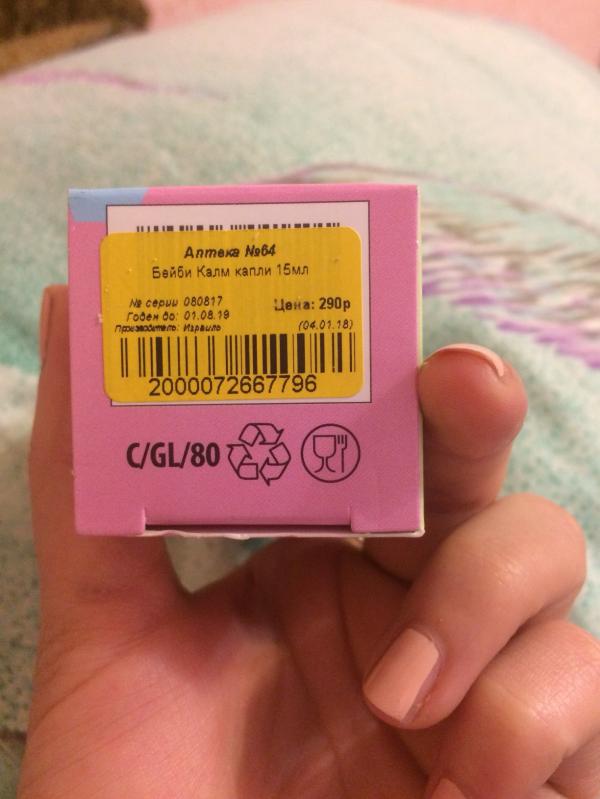 Аптека №64
Бейби Калм капли 15мл
№ серии 080817
Цена: 290р
Годен до: 01.08.19
Производитель: Израиль
(04.01.18)
2000072667796
C/GL/80